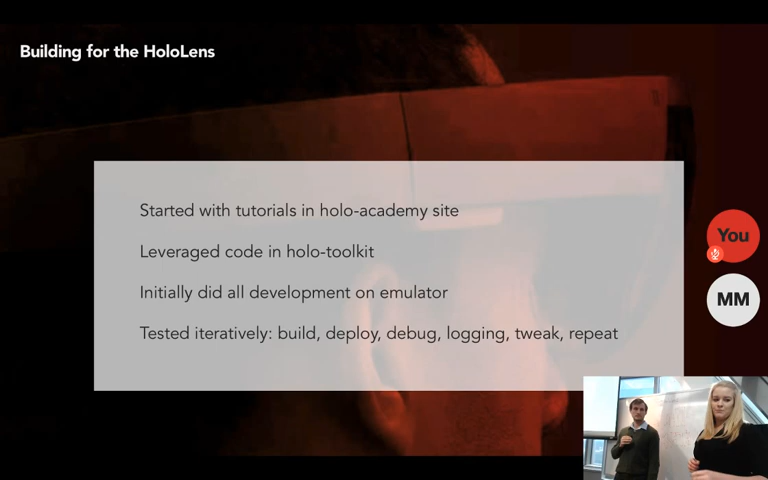 Building for the HoloLens
Started with tutorials in holo-academy site
Leveraged code in holo-toolkit
Initially did all development on emulator
Tested iteratively: build, deploy, debug, logging, tweak, repeat
You
MM